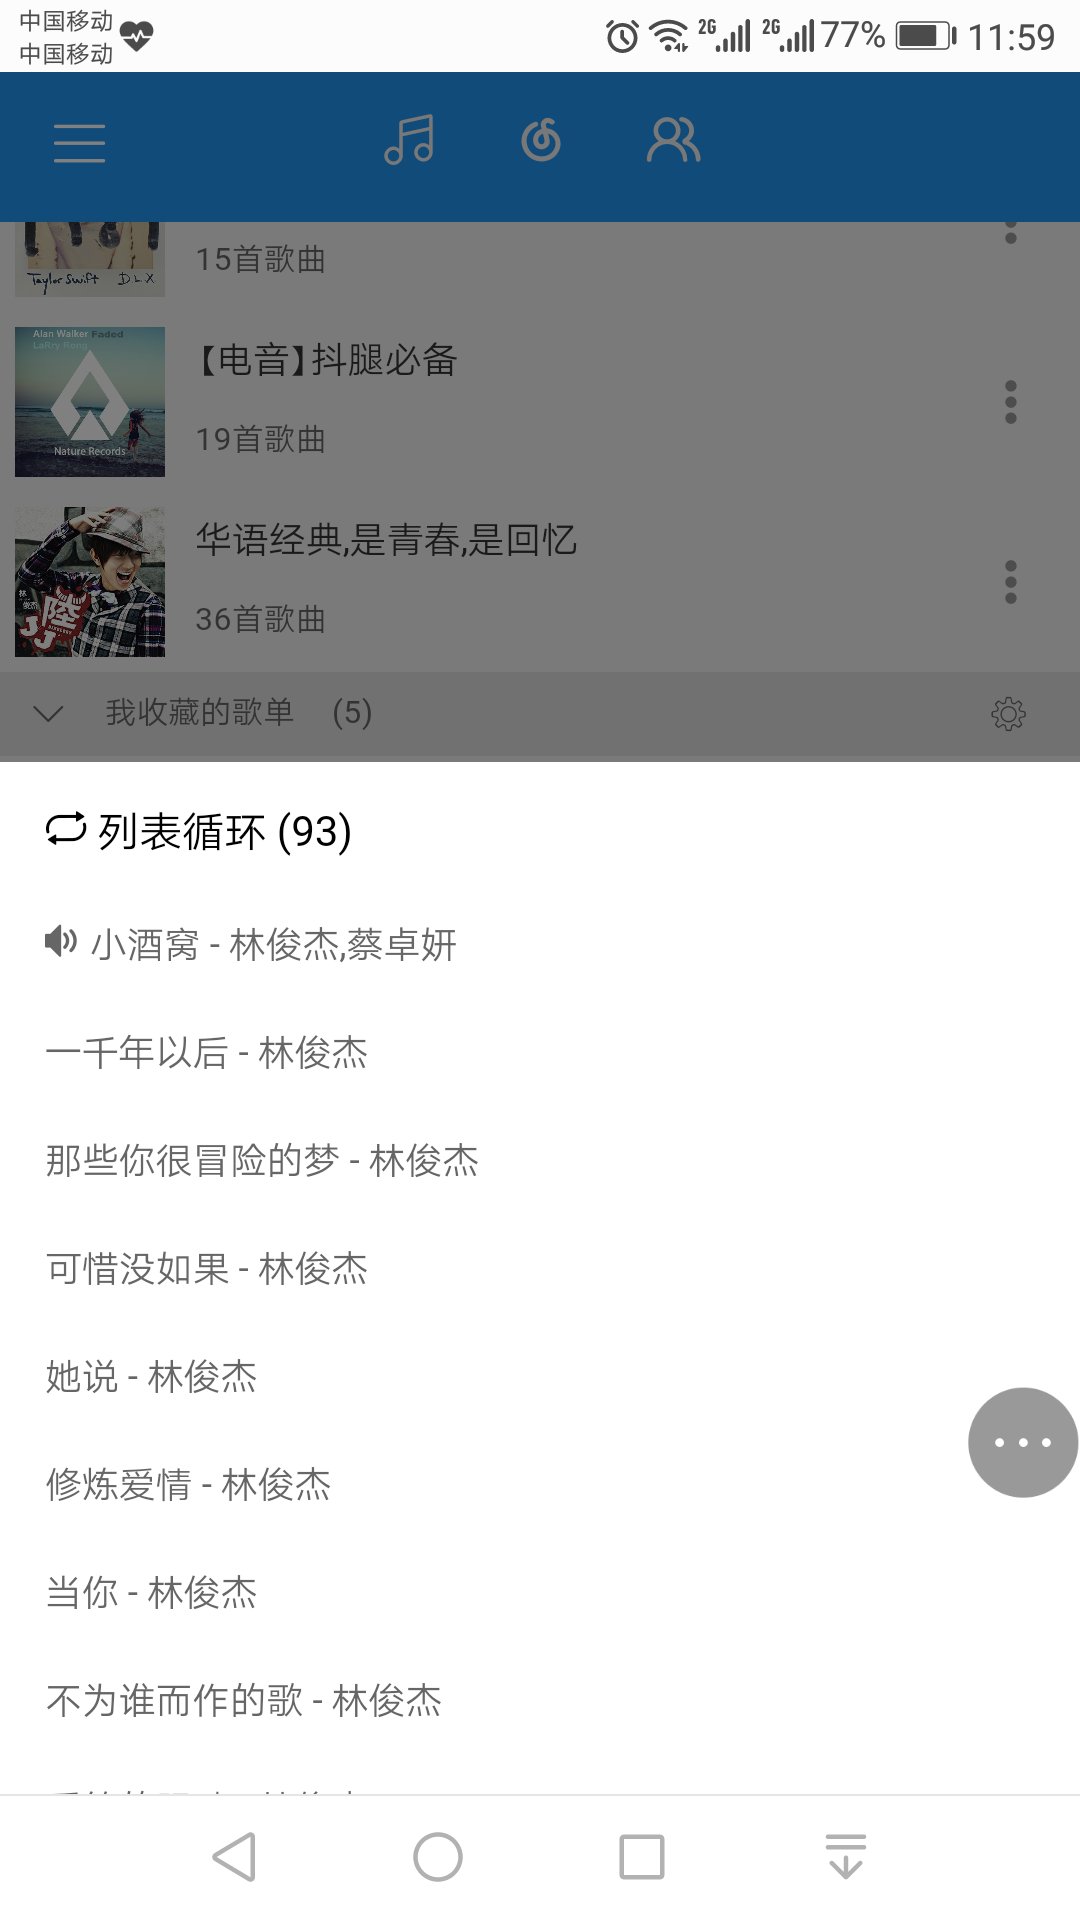 中国移动
中国移动
2G
2G
77%
11:59
Taylor Swift D.L.X
15首歌曲
Alan Walker Faded
LaRry Rong
Nature Records
【电音】抖腿必备
19首歌曲
林俊杰
陸
JJ
华语经典,是青春,是回忆
36首歌曲
我收藏的歌单 (5)
列表循环 (93)
小酒窝 - 林俊杰,蔡卓妍
一千年以后 - 林俊杰
那些你很冒险的梦 - 林俊杰
可惜没如果 - 林俊杰
她说 - 林俊杰
修炼爱情 - 林俊杰
当你 - 林俊杰
不为谁而作的歌 - 林俊杰